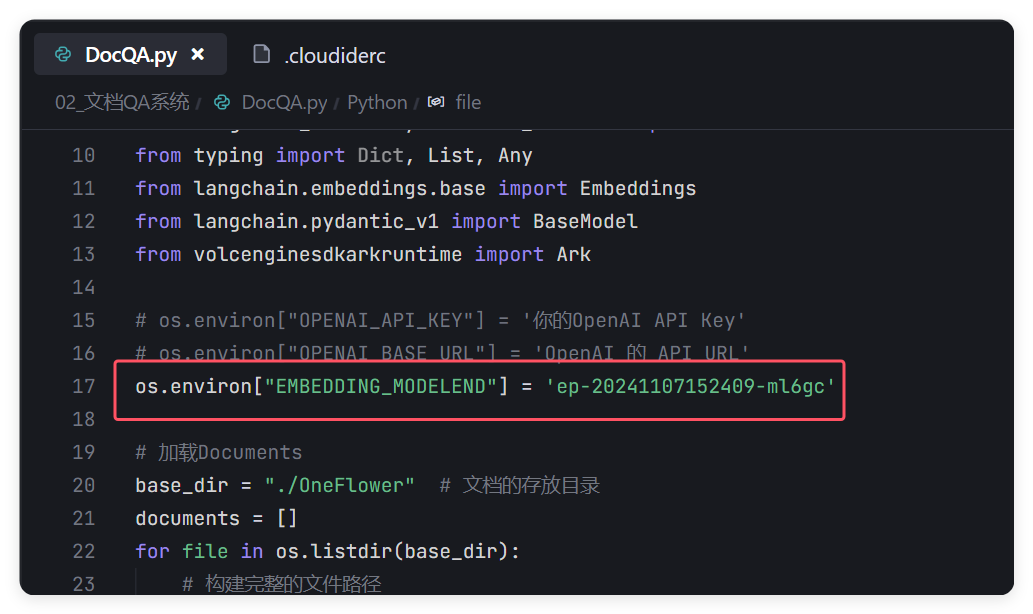 DocQA.py × .cloudiderc
02_文档QA系统 / DocQA.py / Python / file
10 from typing import Dict, List, Any
11 from langchain.embeddings.base import Embeddings
12 from langchain.pydantic_v1 import BaseModel
13 from volcenginesdkarkruntime import Ark
14
15 # os.environ["OPENAI_API_KEY"] = '你的OpenAI API Key'
16 # os.environ["OPENAI_BASE_URL"] = 'OpenAI 的 API URL'
17 os.environ["EMBEDDING_MODELEND"] = 'ep-20241107152409-ml6gc'
18
19 # 加载Documents
20 base_dir = "./OneFlower" # 文档的存放目录
21 documents = []
22 for file in os.listdir(base_dir):
23 # 构建完整的文件路径